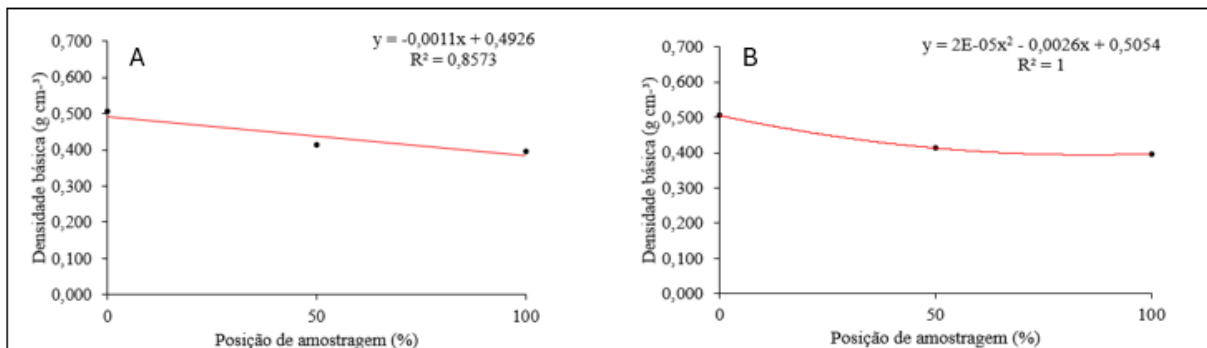 A
y = -0,0011x + 0,4926
R² = 0,8573
Densidade básica (g cm-³)
0,700
0,600
0,500
0,400
0,300
0,200
0,100
0,000
0
50
100
Posição de amostragem (%)
B
y = 2E-05x² - 0,0026x + 0,5054
R² = 1
Densidade básica (g cm-³)
0,700
0,600
0,500
0,400
0,300
0,200
0,100
0,000
0
50
100
Posição de amostragem (%)